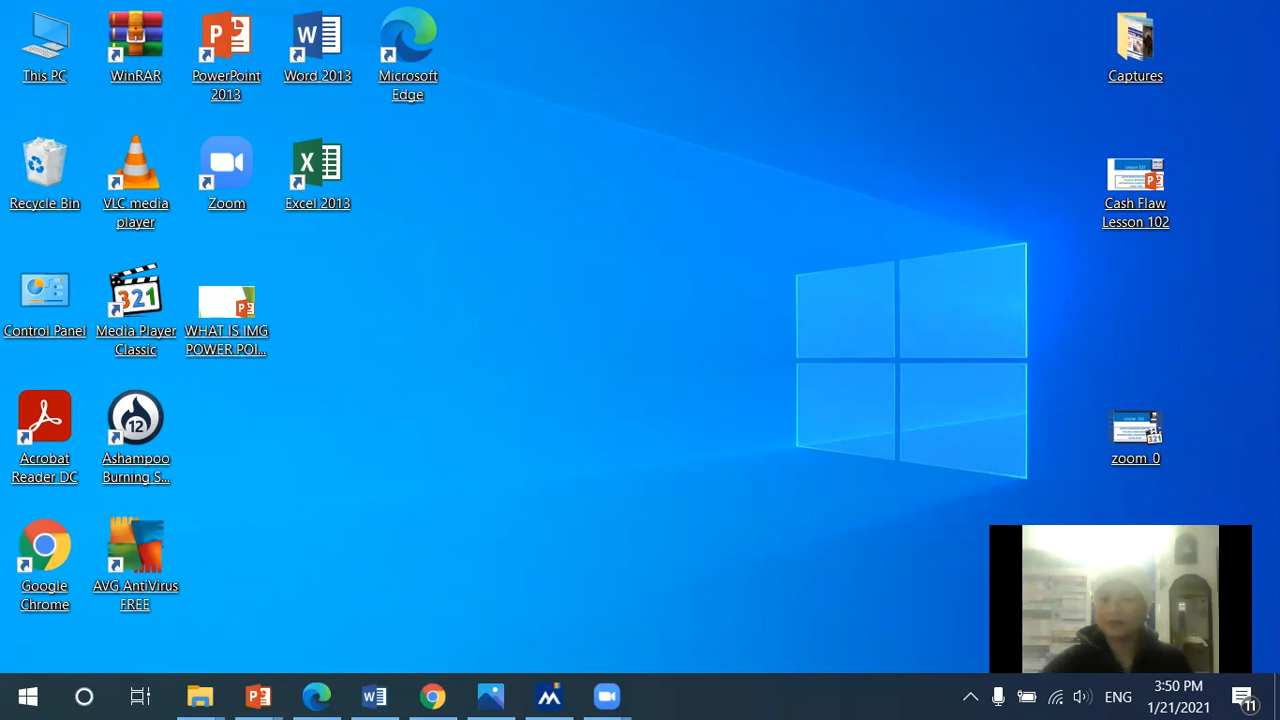 This PC
WinRAR
PowerPoint
2013
Word 2013
Microsoft
Edge
Captures
Recycle Bin
VLC media
player
Zoom
Excel 2013
Cash Flaw
Lesson 102
Control Panel
Media Player
Classic
WHAT IS IMG
POWER POI...
Acrobat
Reader DC
Ashampoo
Burning S...
zoom_0
Google
Chrome
AVG AntiVirus
FREE
ENG
3:50 PM
1/21/2021
11